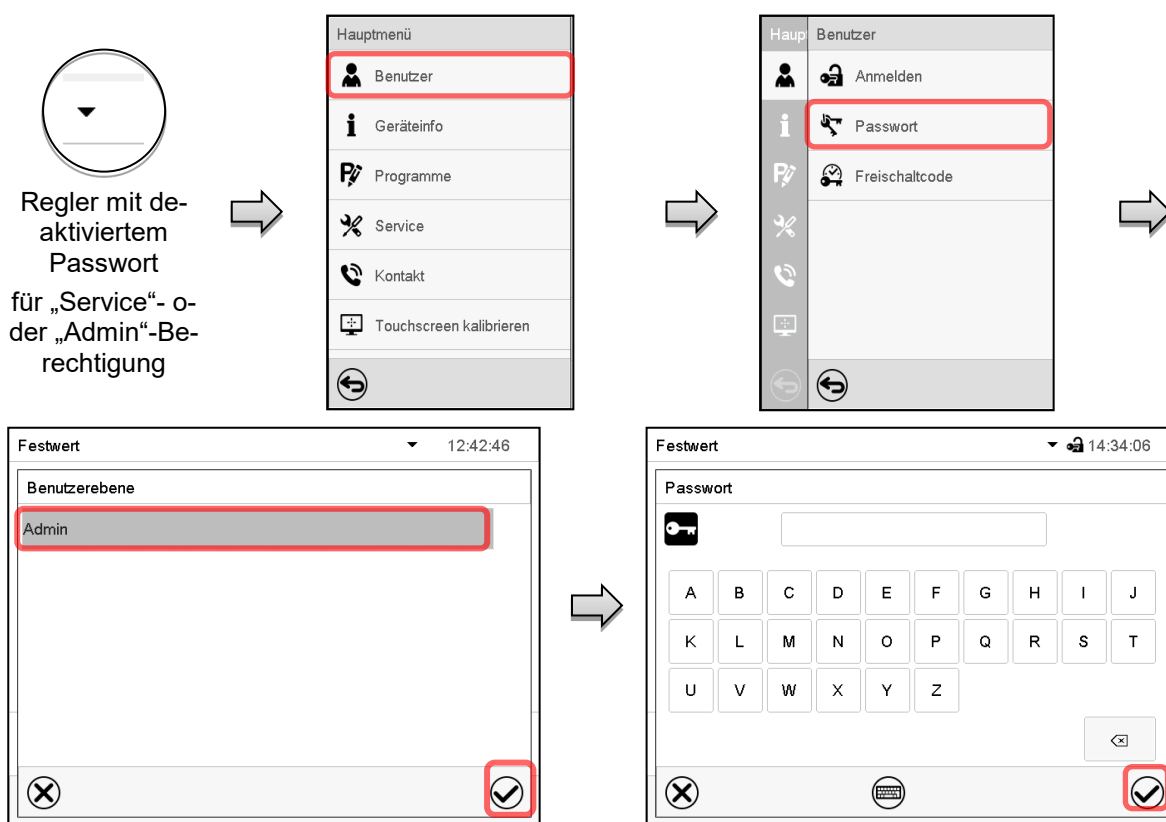 Regler mit de-
aktiviertem
Passwort
für „Service“- o-
der „Admin“-Be-
rechtigung
Hauptmenü
Benutzer
Geräteinfo
Programme
Service
Kontakt
Touchscreen kalibrieren
Haup
Benutzer
Anmelden
Passwort
Freischaltcode
Festwert 12:42:46
Benutzerebene
Admin
Festwert 14:34:06
Passwort
A B C D E F G H I J
K L M N O P Q R S T
U V W X Y Z